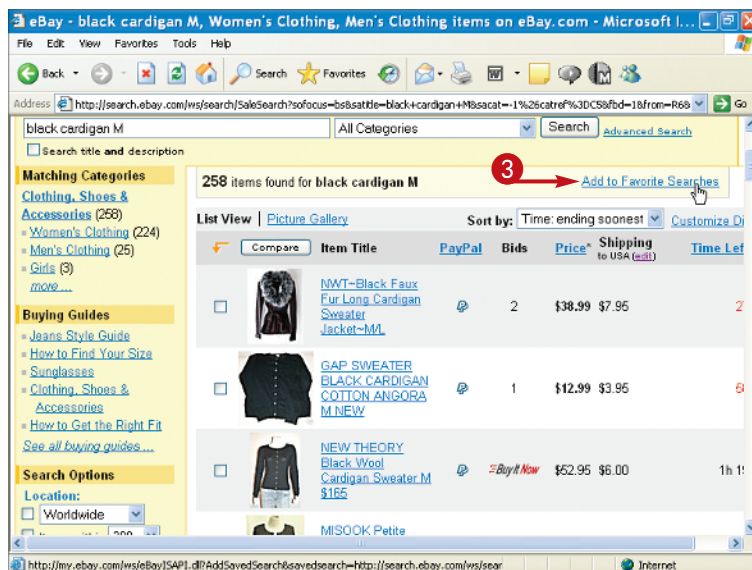 eBay - black cardigan M, Women's Clothing, Men's Clothing items on eBay.com - Microsoft I...
File Edit View Favorites Tools Help
Back Search Favorites
Address http://search.ebay.com/ws/search/SaleSearch?sofocus=bs&satitle=black+cardigan+M&sacat=-1%26catref%3DC5&fbd=1&from=R68 Go
black cardigan M All Categories Search Advanced Search
Search title and description
Matching Categories
Clothing, Shoes & Accessories (258)
Women's Clothing (224)
Men's Clothing (25)
Girls (3)
more ...
Buying Guides
Jeans Style Guide
How to Find Your Size
Sunglasses
Clothing, Shoes &
Accessories
How to Get the Right Fit
See all buying guides ...
Search Options
Location:
Worldwide
258 items found for black cardigan M 3 Add to Favorite Searches
List View | Picture Gallery Sort by: Time: ending soonest Customize Di
Compare Item Title PayPal Bids Price Shipping to USA (edit) Time Lef
NWT~Black Faux
Fur Long Cardigan
Sweater
Jacket~M/L
2 $38.99 $7.95
GAP SWEATER
BLACK CARDIGAN
COTTON ANGORA
M NEW
1 $12.99 $3.95
NEW THEORY
Black Wool
Cardigan Sweater M
$165
Buy It Now $52.95 $6.00 1h
MISOOK Petite
http://my.ebay.com/ws/eBayISAPI.dll?AddSavedSearch&savedsearch=http://search.ebay.com/ws/sear Internet